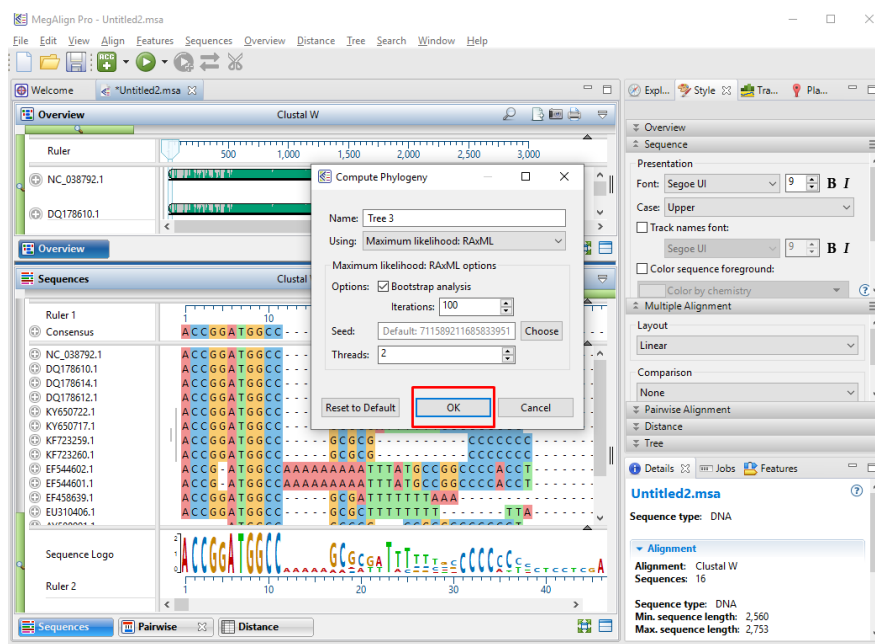 MegAlign Pro - Untitled2.msa
File Edit View Align Features Sequences Overview Distance Tree Search Window Help
ACC
Welcome *Untitled2.msa
Overview Clustal W
Ruler 500 1,000 1,500 2,000 2,500 3,000
NC_038792.1
DQ178610.1
Overview
Sequences Clustal
Ruler 1 1 10
Consensus ACCGGATGGCC----
NC_038792.1
DQ178610.1
DQ178614.1
DQ178612.1
KY650722.1
KY650717.1
KF723259.1
KF723260.1
EF544602.1
EF544601.1
EF458639.1
EU310406.1
Sequence Logo
Ruler 2 1 10 20 30 40
Sequences Pairwise Distance
Compute Phylogeny
Name: Tree 3
Using: Maximum likelihood: RAxML
Maximum likelihood: RAxML options
Options: Bootstrap analysis
Iterations: 100
Seed: Default: 711589211685833951 Choose
Threads: 2
Reset to Default OK Cancel
Expl... Style Tra... Pla...
Overview
Sequence
Presentation
Font: Segoe UI 9 B I
Case: Upper
Track names font:
Segoe UI 9 B I
Color sequence foreground:
Color by chemistry
Multiple Alignment
Layout
Linear
Comparison
None
Pairwise Alignment
Distance
Tree
Details Jobs Features
Untitled2.msa
Sequence type: DNA
Alignment
Alignment: Clustal W
Sequences: 16
Sequence type: DNA
Min. sequence length: 2,560
Max. sequence length: 2,753